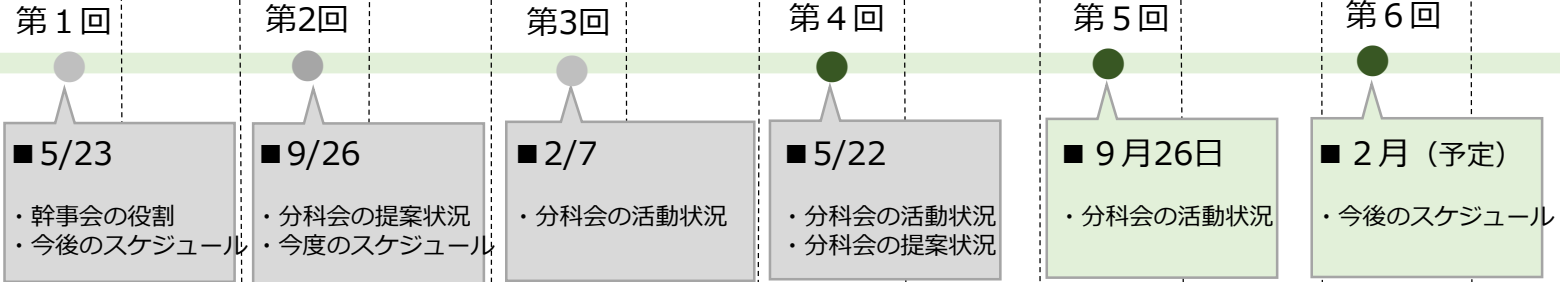 第１回
■5/23
・幹事会の役割
・今後のスケジュール
第2回
■9/26
・分科会の提案状況
・今度のスケジュール
第3回
■2/7
・分科会の活動状況
第４回
■5/22
・分科会の活動状況
・分科会の提案状況
第５回
■９月26日
・分科会の活動状況
第６回
■２月（予定）
・今後のスケジュール